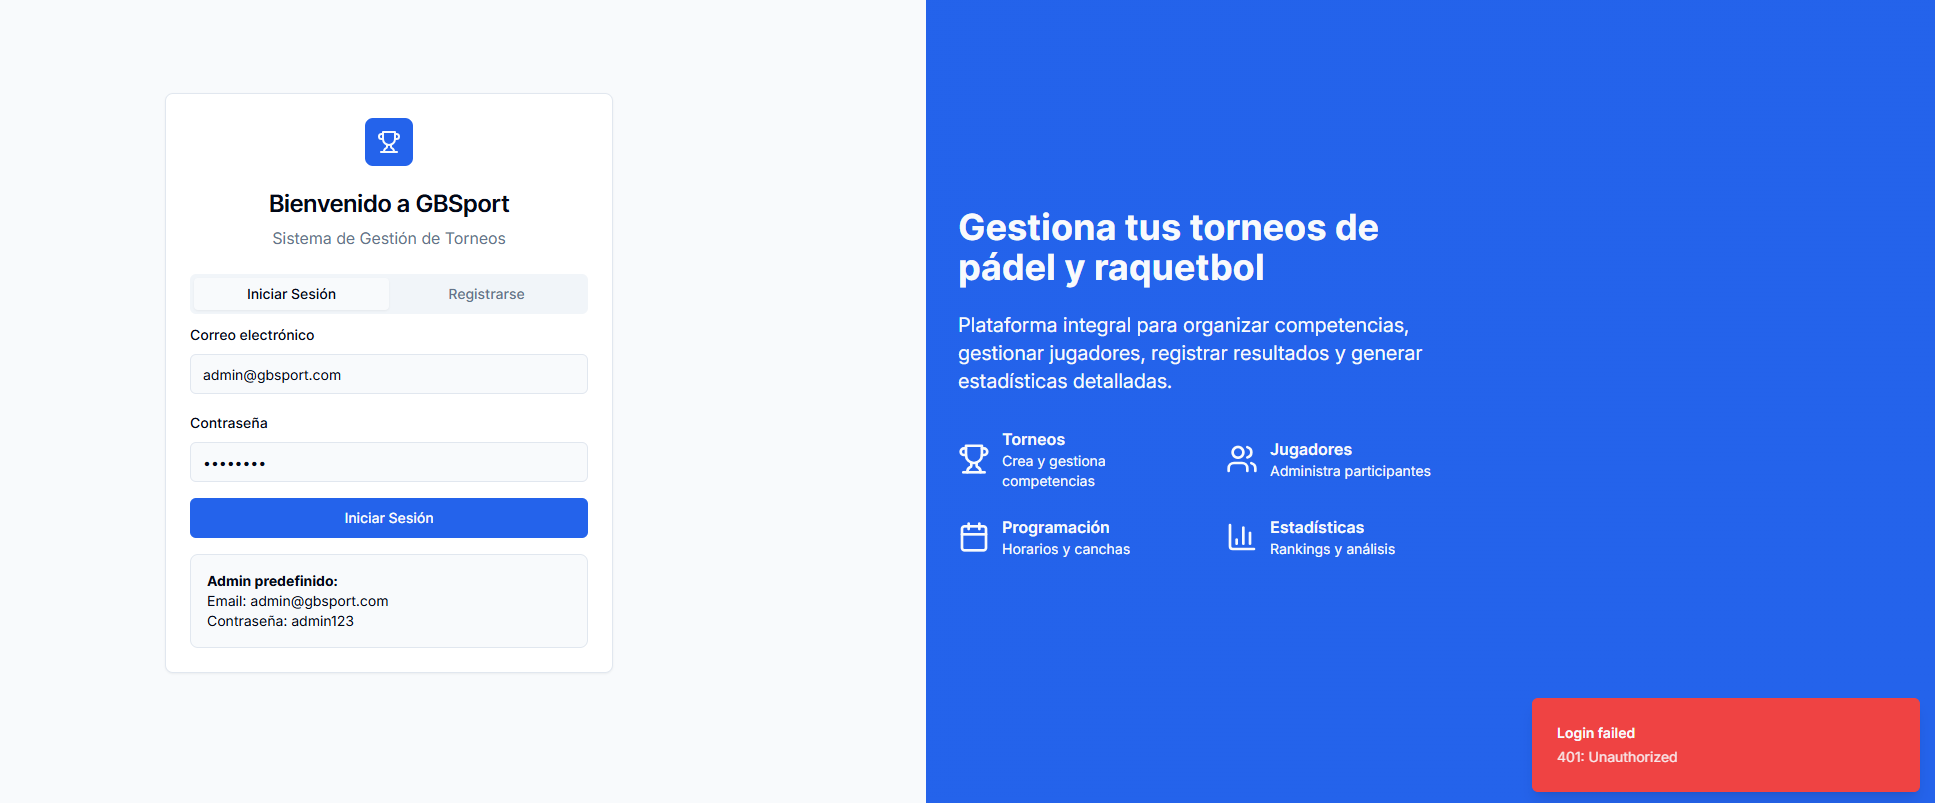 Bienvenido a GBSport
Sistema de Gestión de Torneos
Iniciar Sesión
Registrarse
Correo electrónico
admin@gbsport.com
Contraseña
••••••••
Iniciar Sesión
Admin predefinido:
Email: admin@gbsport.com
Contraseña: admin123
Gestiona tus torneos de
pádel y raquetbol
Plataforma integral para organizar competencias,
gestionar jugadores, registrar resultados y generar
estadísticas detalladas.
Torneos
Crea y gestiona
competencias
Jugadores
Administra participantes
Programación
Horarios y canchas
Estadísticas
Rankings y análisis
Login failed
401: Unauthorized